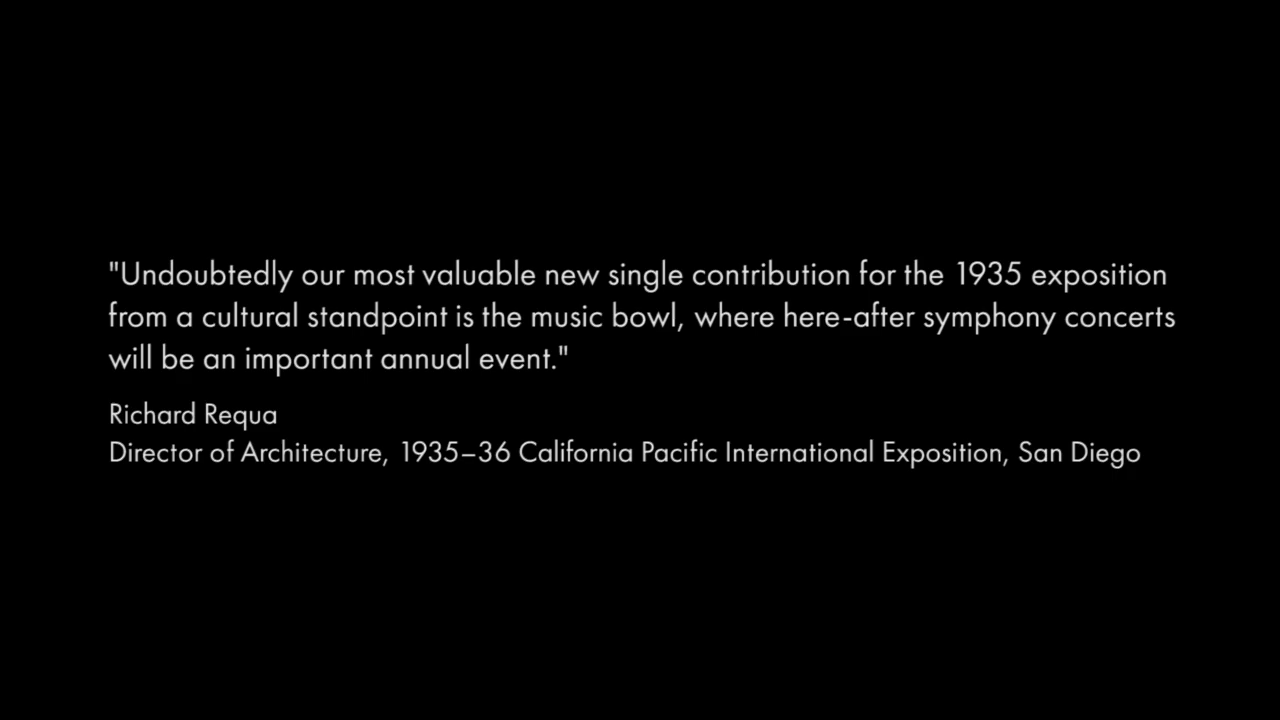 "Undoubtedly our most valuable new single contribution for the 1935 exposition
from a cultural standpoint is the music bowl, where here-after symphony concerts
will be an important annual event."
Richard Requa
Director of Architecture, 1935–36 California Pacific International Exposition, San Diego